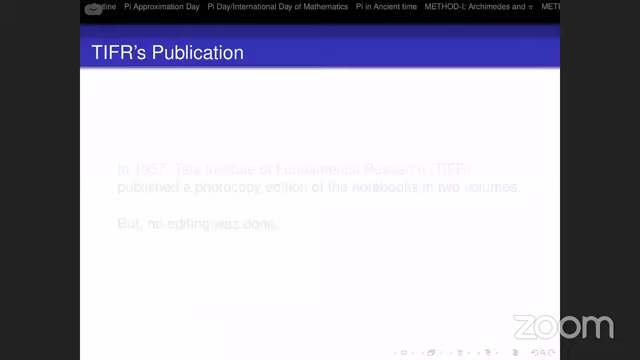 Outline Pi Approximation Day Pi Day/International Day of Mathematics Pi in Ancient time METHOD-I: Archimedes and π METH
TIFR's Publication
In 1957, Tata Institute of Fundamental Research (TIFR)
published a photocopy edition of the notebooks in two volumes.
But, no editing was done.
zoom